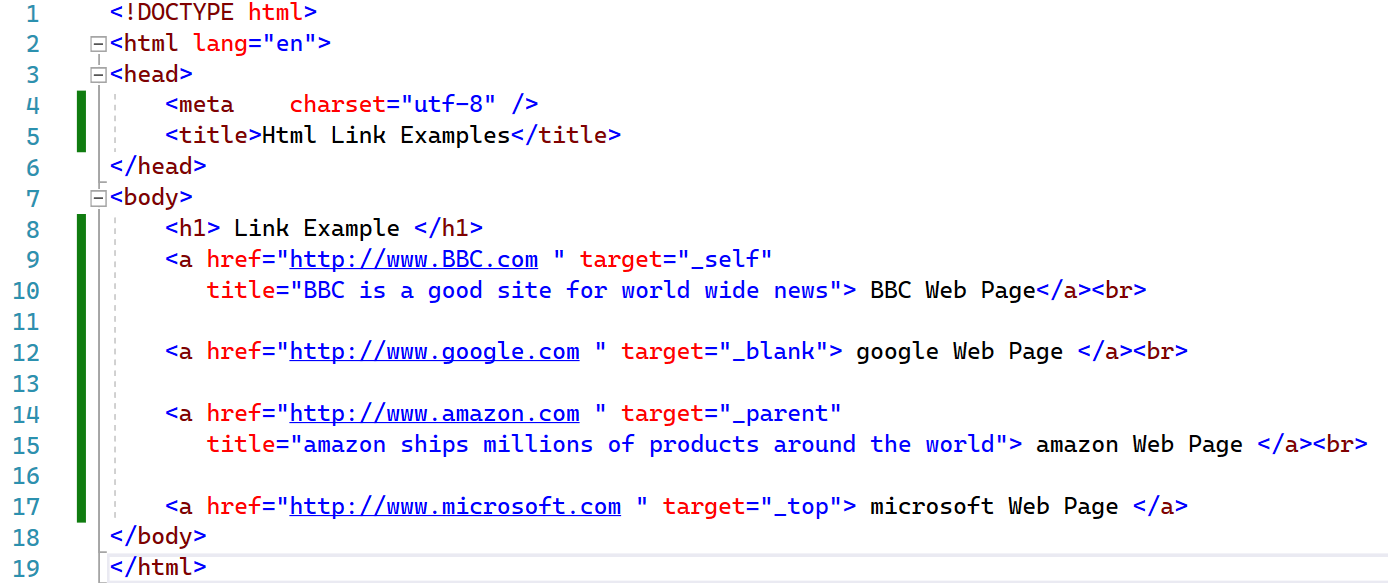 1 <!DOCTYPE html>
2 <html lang="en">
3 <head>
4     <meta    charset="utf-8" />
5     <title>Html Link Examples</title>
6 </head>
7 <body>
8     <h1> Link Example </h1>
9     <a href="http://www.BBC.com " target="_self"
10        title="BBC is a good site for world wide news"> BBC Web Page</a><br>
11
12     <a href="http://www.google.com " target="_blank"> google Web Page </a><br>
13
14     <a href="http://www.amazon.com " target="_parent"
15        title="amazon ships millions of products around the world"> amazon Web Page </a><br>
16
17     <a href="http://www.microsoft.com " target="_top"> microsoft Web Page </a>
18 </body>
19 </html>